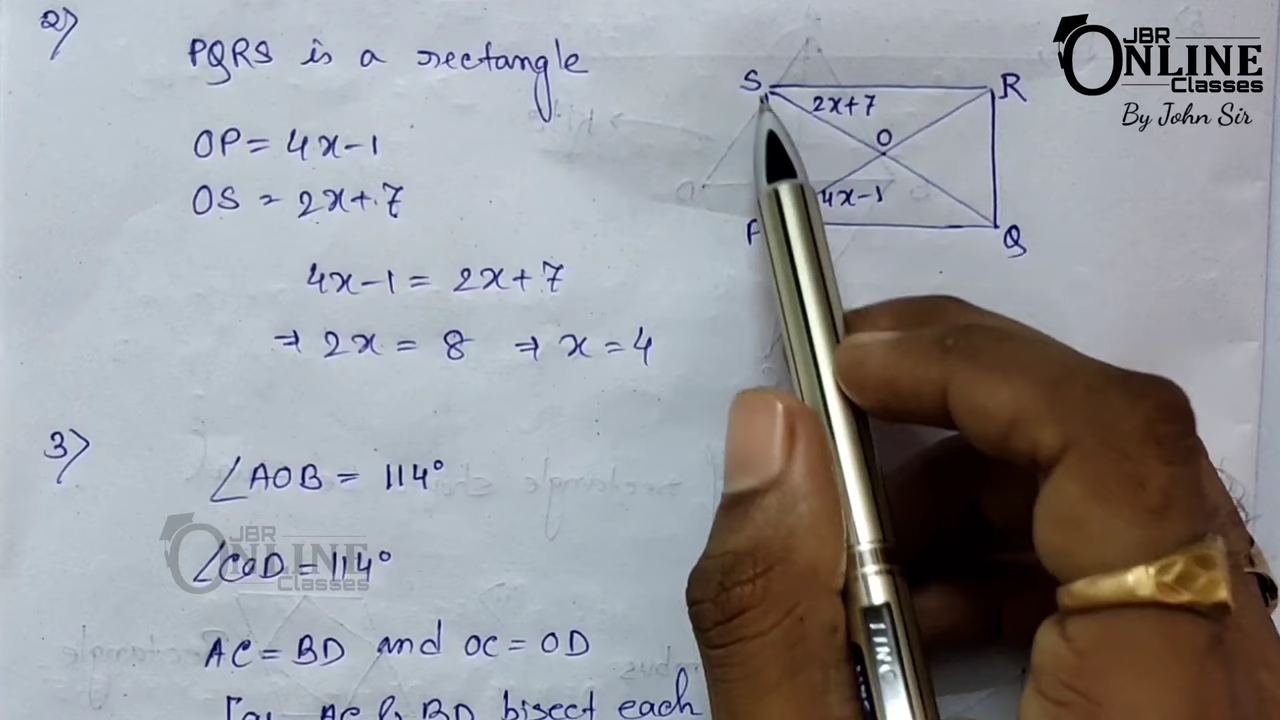 2)
PQRS is a rectangle
OP = 4x-1
OS = 2x+7
4x-1 = 2x+7
⇒ 2x = 8 ⇒ x = 4
S
R
2x+7
O
4x-1
P
Q
3)
∠AOB = 114°
∠COD = 114°
AC = BD and OC = OD
bisect each
JBR
ONLINE
Classes
By John Sir
JBR
ONLINE
Classes
LINC